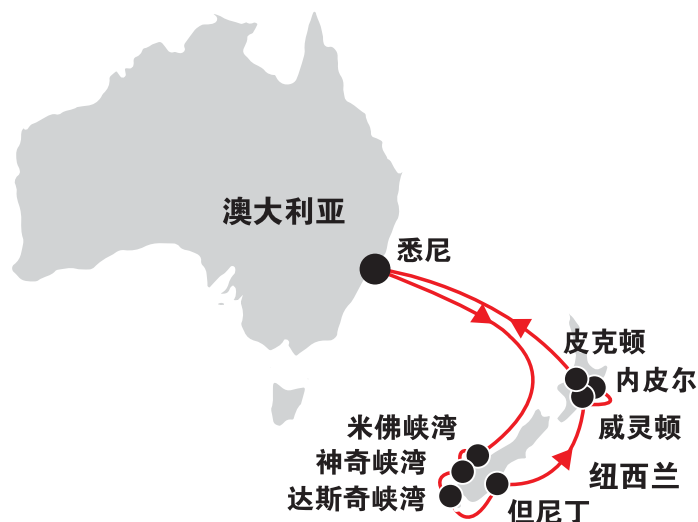 澳大利亚
悉尼
皮克顿
内皮尔
威灵顿
米佛峡湾
神奇峡湾
纽西兰
达斯奇峡湾
但尼丁